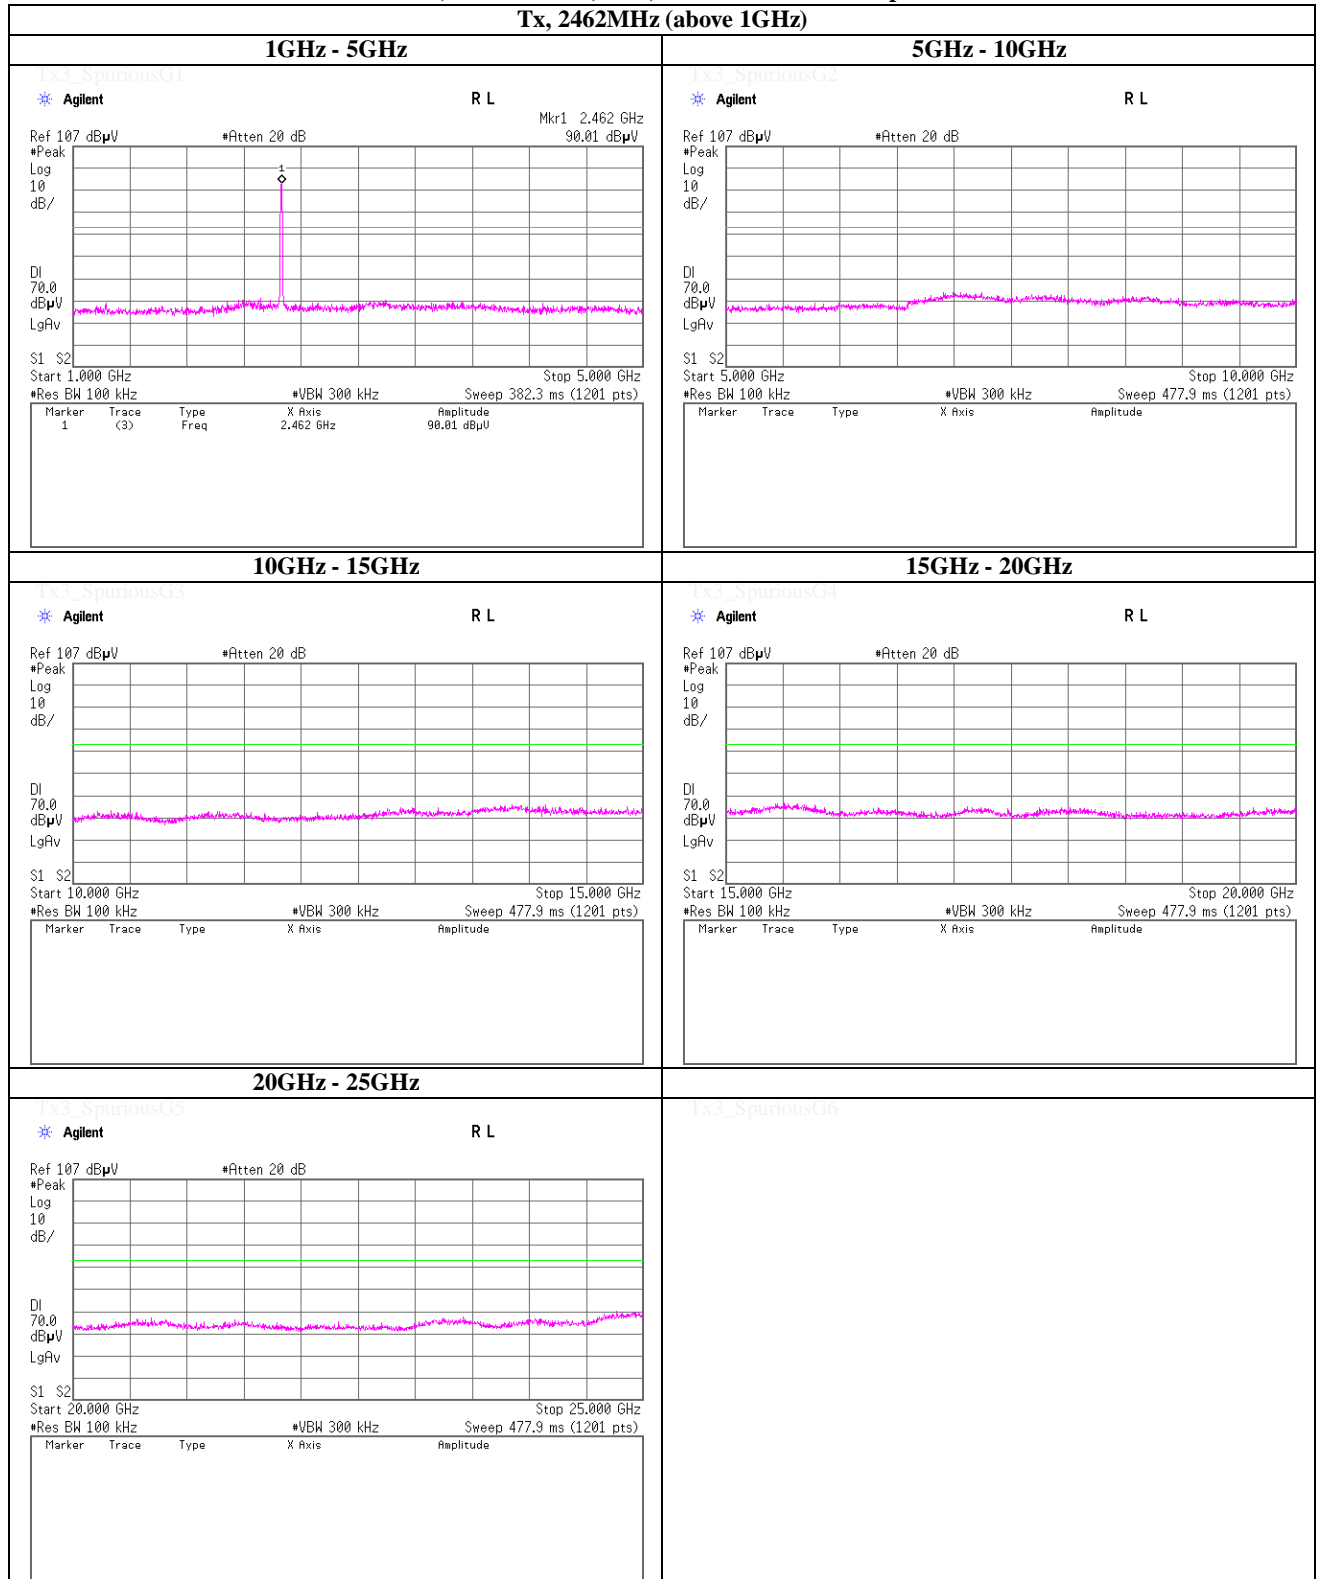 Tx, 2462MHz (above 1GHz)
1GHz - 5GHz
5GHz - 10GHz
Tx3_SpuriousG1
Agilent
R L
Mkr1 2.462 GHz
Ref 107 dBµV
#Atten 20 dB
90.01 dBµV
#Peak
Log
10
dB/
1
DI
70.0
dBµV
LgAv
S1 S2
Start 1.000 GHz
Stop 5.000 GHz
#Res BW 100 kHz
#VBW 300 kHz
Sweep 382.3 ms (1201 pts)
Marker Trace Type X Axis Amplitude
1 (3) Freq 2.462 GHz 90.01 dBµV
Tx3_SpuriousG2
Agilent
R L
Ref 107 dBµV
#Atten 20 dB
#Peak
Log
10
dB/
DI
70.0
dBµV
LgAv
S1 S2
Start 5.000 GHz
Stop 10.000 GHz
#Res BW 100 kHz
#VBW 300 kHz
Sweep 477.9 ms (1201 pts)
Marker Trace Type X Axis Amplitude
10GHz - 15GHz
15GHz - 20GHz
Tx3_SpuriousG3
Agilent
R L
Ref 107 dBµV
#Atten 20 dB
#Peak
Log
10
dB/
DI
70.0
dBµV
LgAv
S1 S2
Start 10.000 GHz
Stop 15.000 GHz
#Res BW 100 kHz
#VBW 300 kHz
Sweep 477.9 ms (1201 pts)
Marker Trace Type X Axis Amplitude
Tx3_SpuriousG4
Agilent
R L
Ref 107 dBµV
#Atten 20 dB
#Peak
Log
10
dB/
DI
70.0
dBµV
LgAv
S1 S2
Start 15.000 GHz
Stop 20.000 GHz
#Res BW 100 kHz
#VBW 300 kHz
Sweep 477.9 ms (1201 pts)
Marker Trace Type X Axis Amplitude
20GHz - 25GHz
Tx3_SpuriousG5
Agilent
R L
Ref 107 dBµV
#Atten 20 dB
#Peak
Log
10
dB/
DI
70.0
dBµV
LgAv
S1 S2
Start 20.000 GHz
Stop 25.000 GHz
#Res BW 100 kHz
#VBW 300 kHz
Sweep 477.9 ms (1201 pts)
Marker Trace Type X Axis Amplitude
Tx3_SpuriousG6